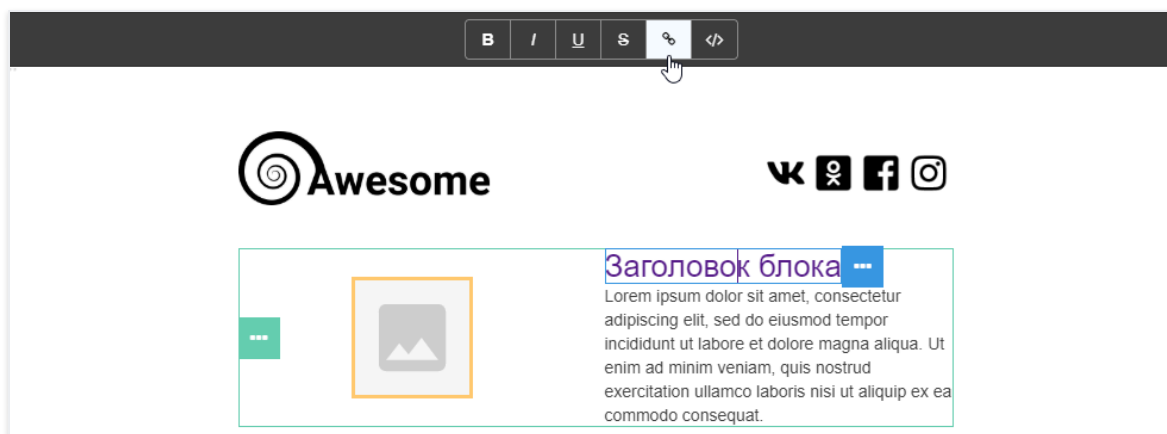 B I U S </>
Awesome
Заголовок блока
Lorem ipsum dolor sit amet, consectetur
adipiscing elit, sed do eiusmod tempor
incididunt ut labore et dolore magna aliqua. Ut
enim ad minim veniam, quis nostrud
exercitation ullamco laboris nisi ut aliquip ex ea
commodo consequat.